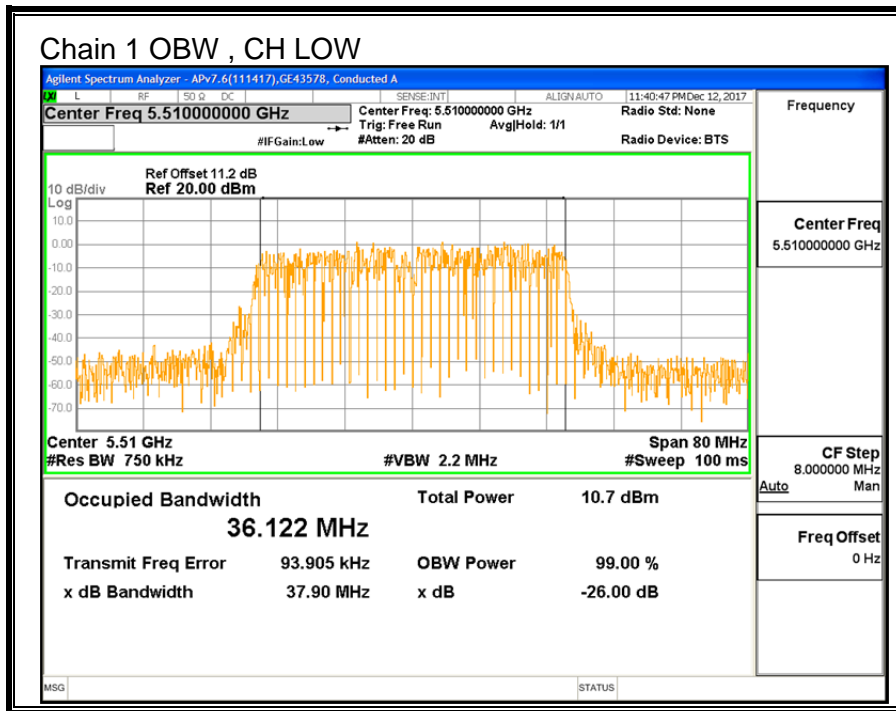 Chain 1 OBW , CH LOW
Agilent Spectrum Analyzer - APv7.6(111417),GE43578, Conducted A
LXI L RF 50 Ω DC SENSE:INT ALIGN AUTO 11:40:47 PM Dec 12, 2017
Center Freq 5.510000000 GHz
Center Freq: 5.510000000 GHz
Radio Std: None
Trig: Free Run Avg|Hold: 1/1
#IFGain:Low #Atten: 20 dB Radio Device: BTS
Ref Offset 11.2 dB
10 dB/div Ref 20.00 dBm
Log
10.0
0.00
-10.0
-20.0
-30.0
-40.0
-50.0
-60.0
-70.0
Center 5.51 GHz Span 80 MHz
#Res BW 750 kHz #VBW 2.2 MHz #Sweep 100 ms
Occupied Bandwidth Total Power 10.7 dBm
36.122 MHz
Transmit Freq Error 93.905 kHz OBW Power 99.00 %
x dB Bandwidth 37.90 MHz x dB -26.00 dB
MSG STATUS
Frequency
Center Freq
5.510000000 GHz
CF Step
8.000000 MHz
Auto Man
Freq Offset
0 Hz